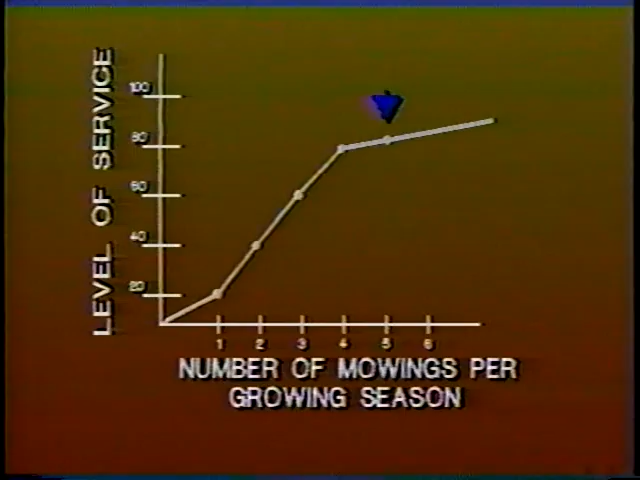 LEVEL OF SERVICE
100
80
60
40
20
1 2 3 4 5 6
NUMBER OF MOWINGS PER
GROWING SEASON